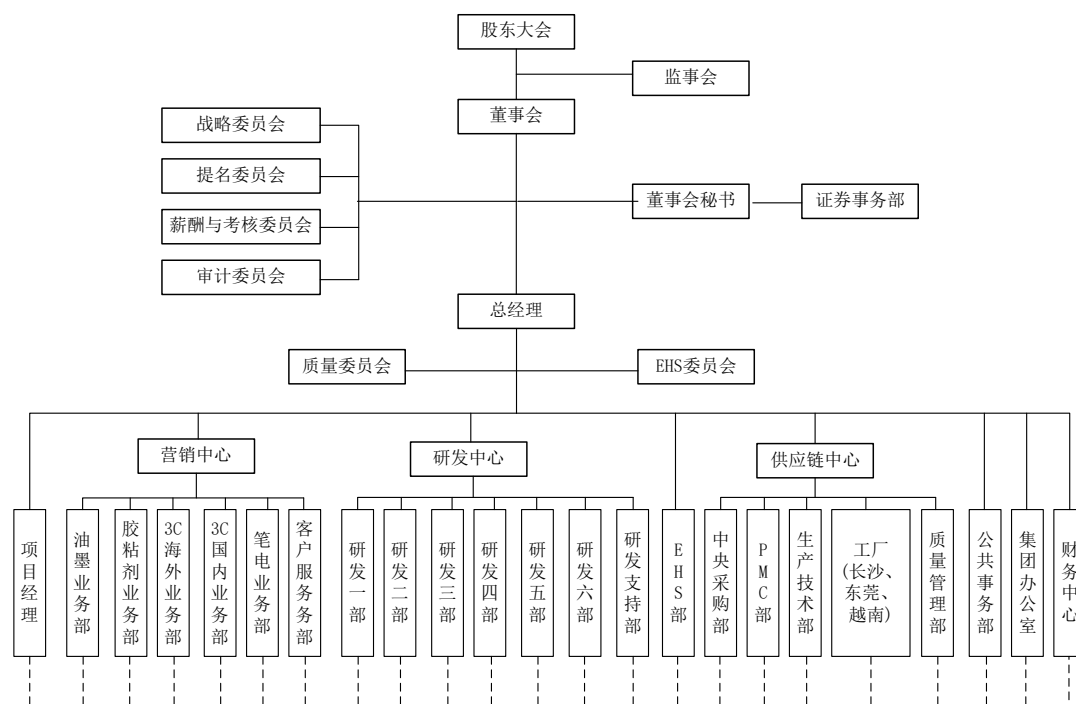 股东大会
监事会
董事会
战略委员会
提名委员会
薪酬与考核委员会
审计委员会
董事会秘书
证券事务部
总经理
质量委员会
EHS委员会
营销中心
研发中心
供应链中心
项目经理
油墨业务部
胶粘剂业务部
3C海外业务部
3C国内业务部
笔电业务部
客户服务务部
研发一部
研发二部
研发三部
研发四部
研发五部
研发六部
研发支持部
EHS部
中央采购部
PMC部
生产技术部
工厂
(长沙、
东莞、
越南)
质量管理部
公共事务部
集团办公室
财务中心